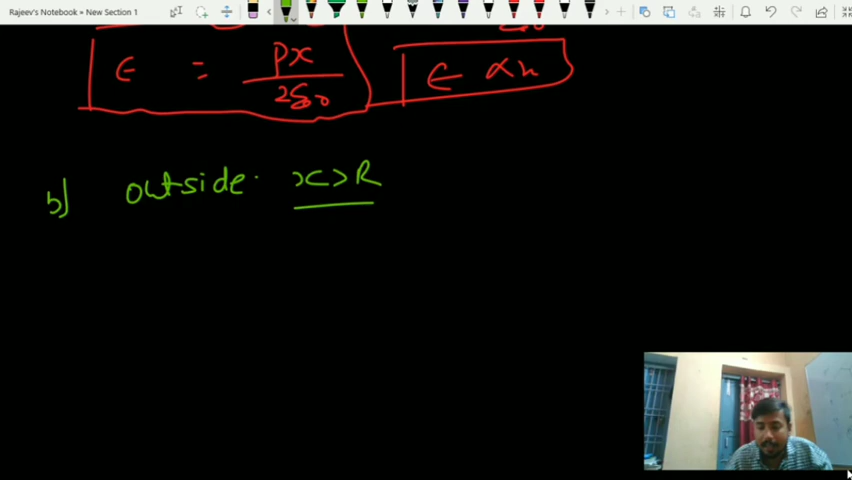 Rajeev's Notebook » New Section 1
E = ρx / 2ε₀
E α x
b) outside. x > R